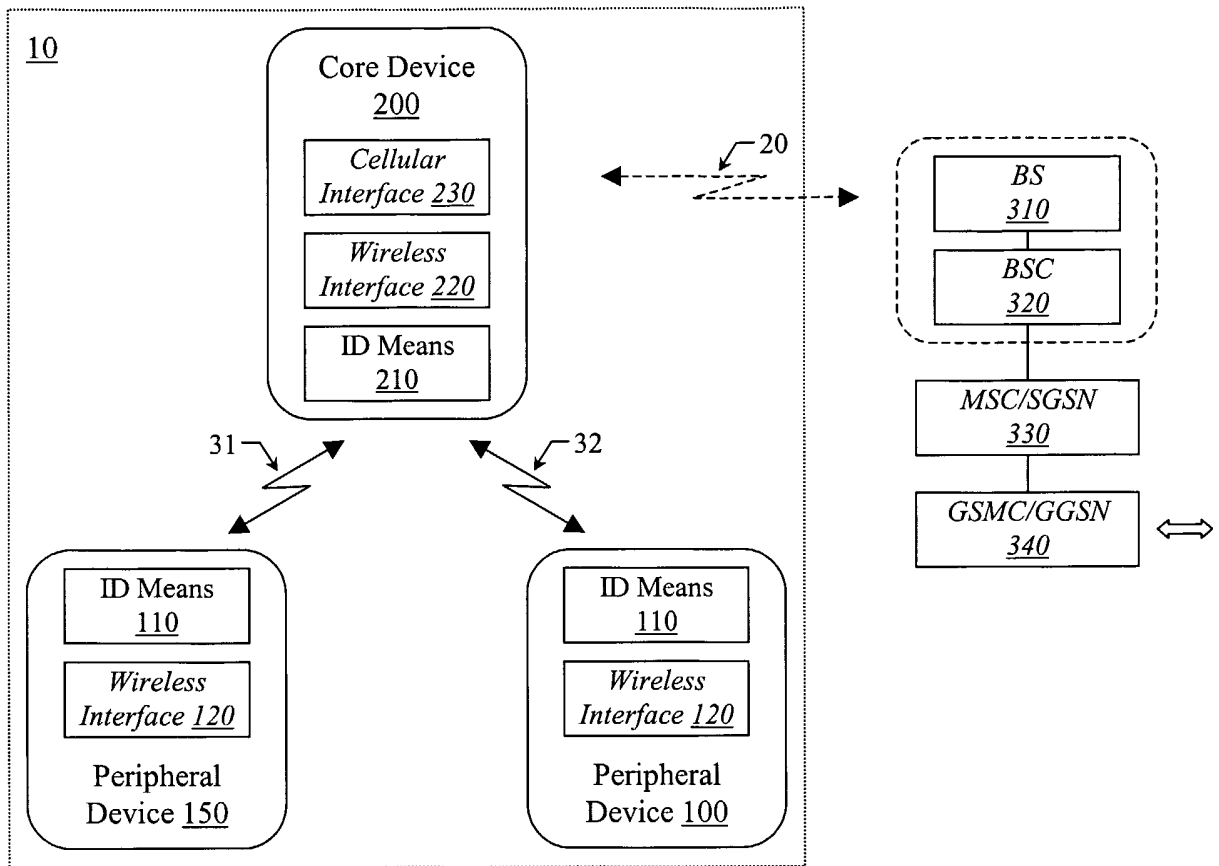 10
Core Device
200
Cellular
Interface 230
Wireless
Interface 220
ID Means
210
20
BS
310
BSC
320
MSC/SGSN
330
GSMC/GGSN
340
31
32
ID Means
110
Wireless
Interface 120
Peripheral
Device 150
ID Means
110
Wireless
Interface 120
Peripheral
Device 100